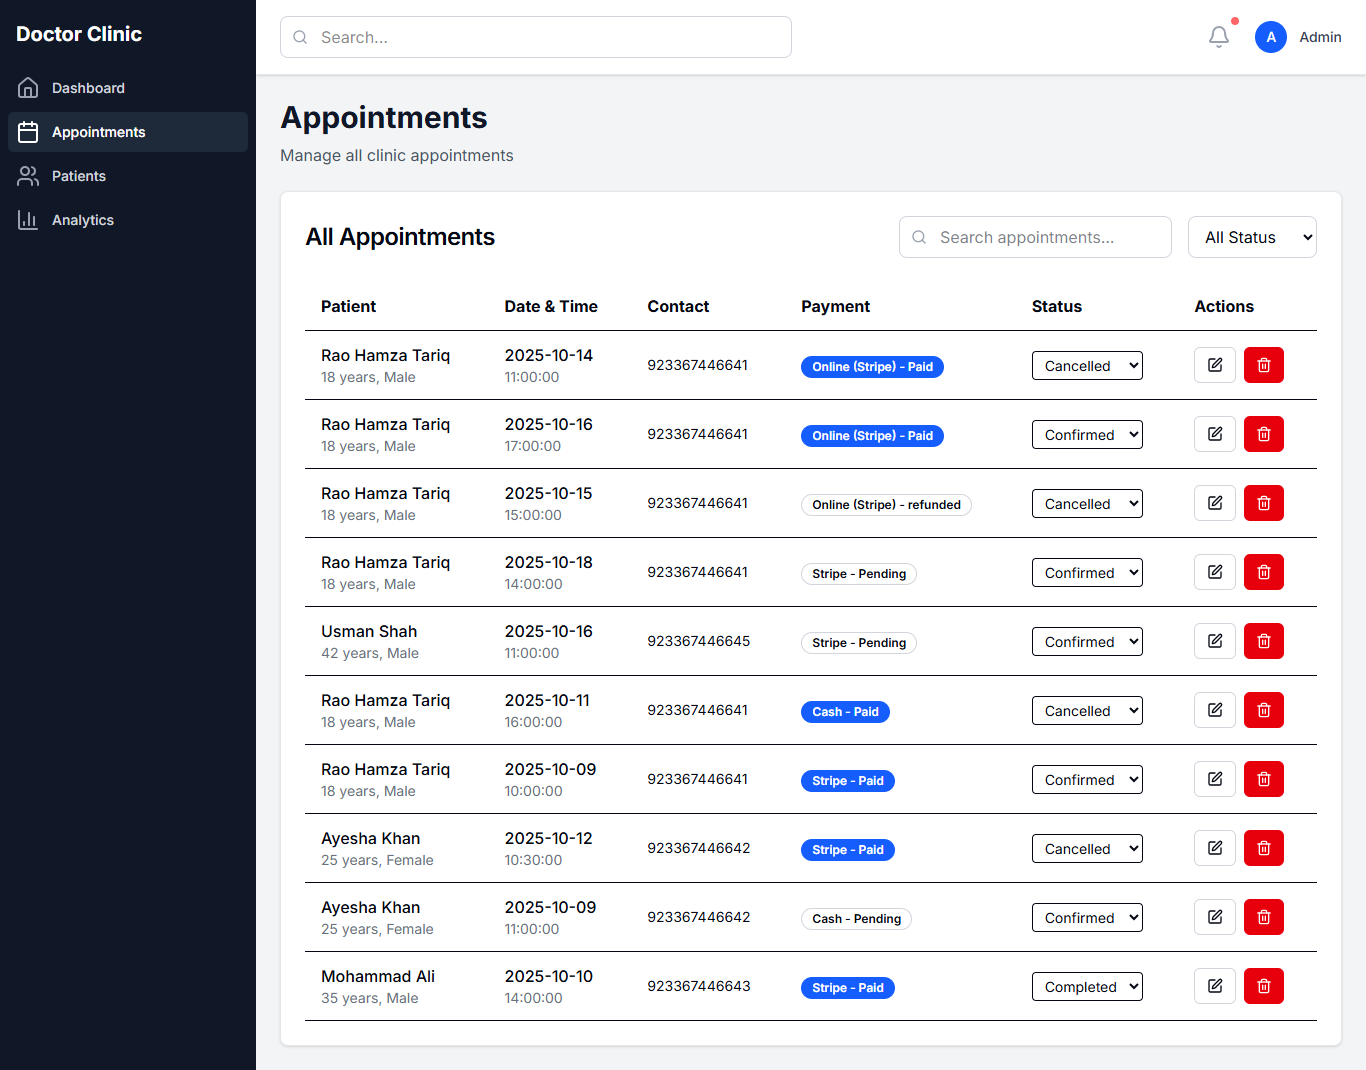 Doctor Clinic
Search...
A Admin
Dashboard
Appointments
Patients
Analytics
Appointments
Manage all clinic appointments
All Appointments
Search appointments...
All Status
Patient Date & Time Contact Payment Status Actions
Rao Hamza Tariq 2025-10-14 923367446641 Online (Stripe) - Paid Cancelled
18 years, Male 11:00:00
Rao Hamza Tariq 2025-10-16 923367446641 Online (Stripe) - Paid Confirmed
18 years, Male 17:00:00
Rao Hamza Tariq 2025-10-15 923367446641 Online (Stripe) - refunded Cancelled
18 years, Male 15:00:00
Rao Hamza Tariq 2025-10-18 923367446641 Stripe - Pending Confirmed
18 years, Male 14:00:00
Usman Shah 2025-10-16 923367446645 Stripe - Pending Confirmed
42 years, Male 11:00:00
Rao Hamza Tariq 2025-10-11 923367446641 Cash - Paid Cancelled
18 years, Male 16:00:00
Rao Hamza Tariq 2025-10-09 923367446641 Stripe - Paid Confirmed
18 years, Male 10:00:00
Ayesha Khan 2025-10-12 923367446642 Stripe - Paid Cancelled
25 years, Female 10:30:00
Ayesha Khan 2025-10-09 923367446642 Cash - Pending Confirmed
25 years, Female 11:00:00
Mohammad Ali 2025-10-10 923367446643 Stripe - Paid Completed
35 years, Male 14:00:00